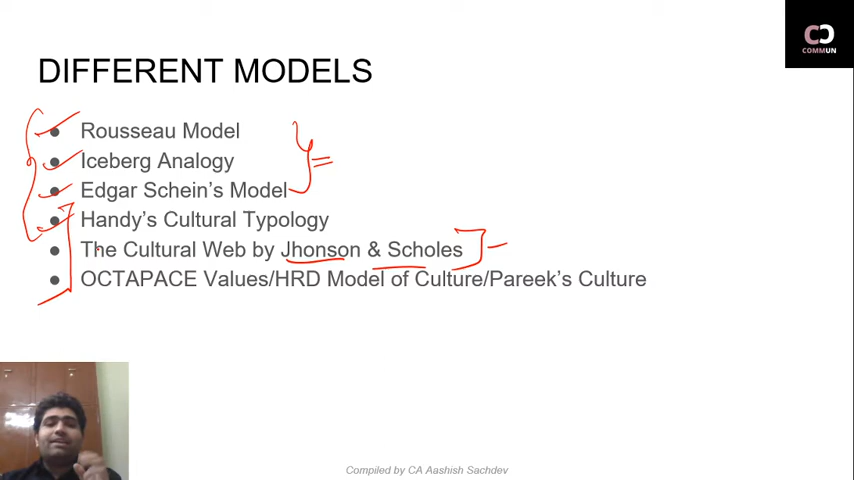 COMMUN
DIFFERENT MODELS
● Rousseau Model
● Iceberg Analogy
● Edgar Schein’s Model
● Handy’s Cultural Typology
● The Cultural Web by Jhonson & Scholes
● OCTAPACE Values/HRD Model of Culture/Pareek’s Culture
Compiled by CA Aashish Sachdev